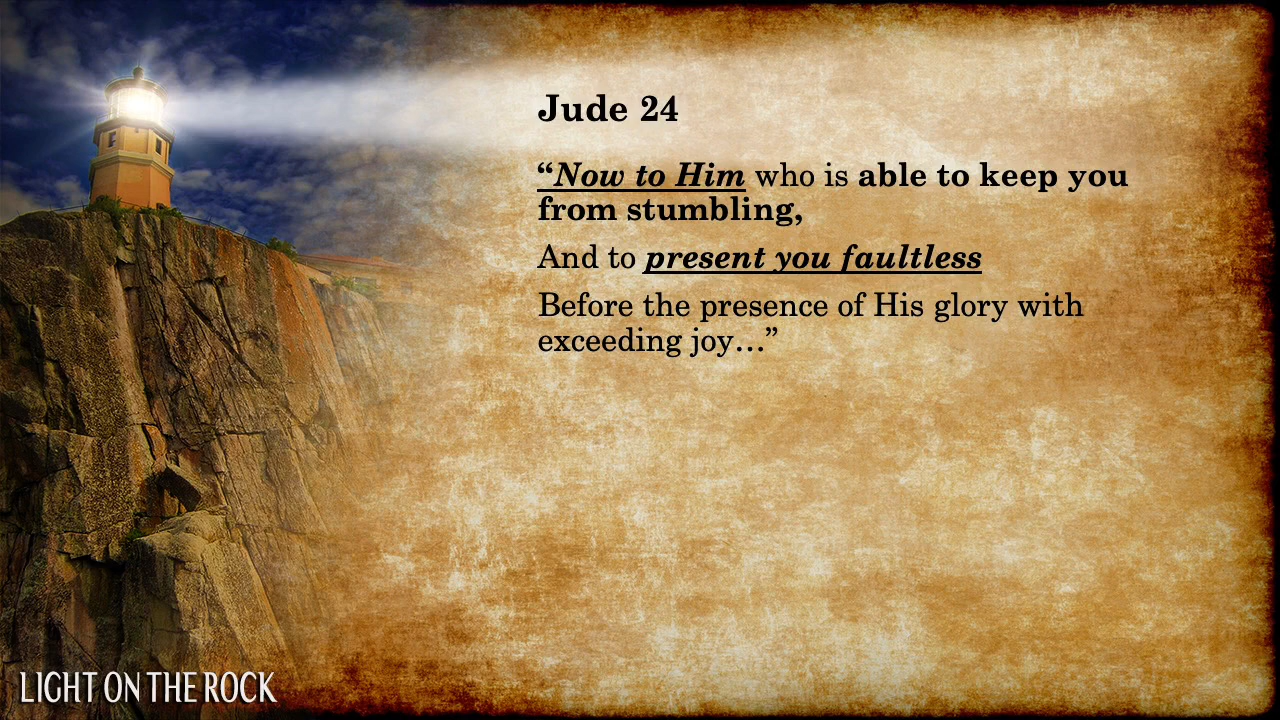 Jude 24
“Now to Him who is able to keep you
from stumbling,
And to present you faultless
Before the presence of His glory with
exceeding joy…”
LIGHT ON THE ROCK